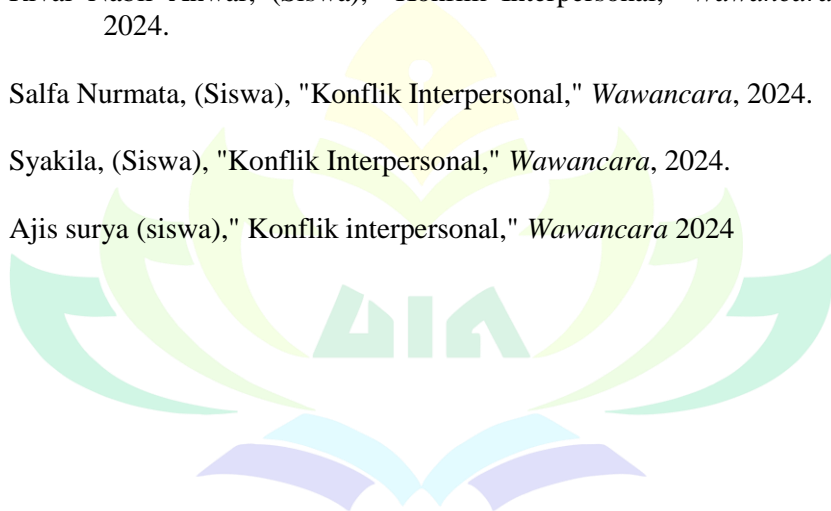 2024.
Salfa Nurmata, (Siswa), "Konflik Interpersonal," Wawancara, 2024.
Syakila, (Siswa), "Konflik Interpersonal," Wawancara, 2024.
Ajis surya (siswa)," Konflik interpersonal," Wawancara 2024
UIN